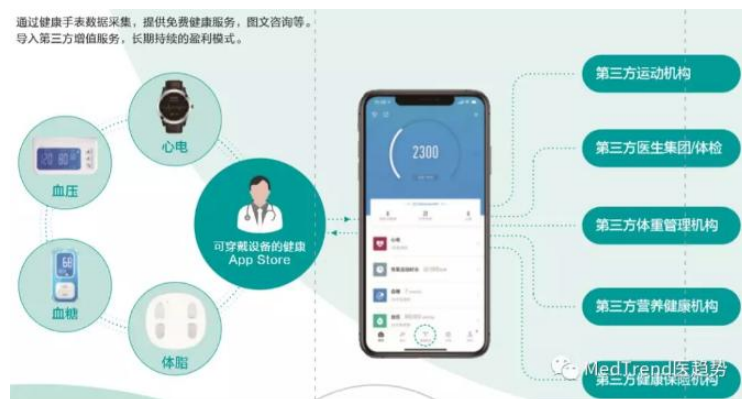 通过健康手表数据采集，提供免费健康服务，图文咨询等。
导入第三方增值服务，长期持续的盈利模式。
心电
血压
120 80
血糖
体脂
可穿戴设备的健康
App Store
2300
心电
血压
第三方运动机构
第三方医生集团/体检
第三方体重管理机构
第三方营养健康机构
第三方健康保险机构
MedTrend医趋势